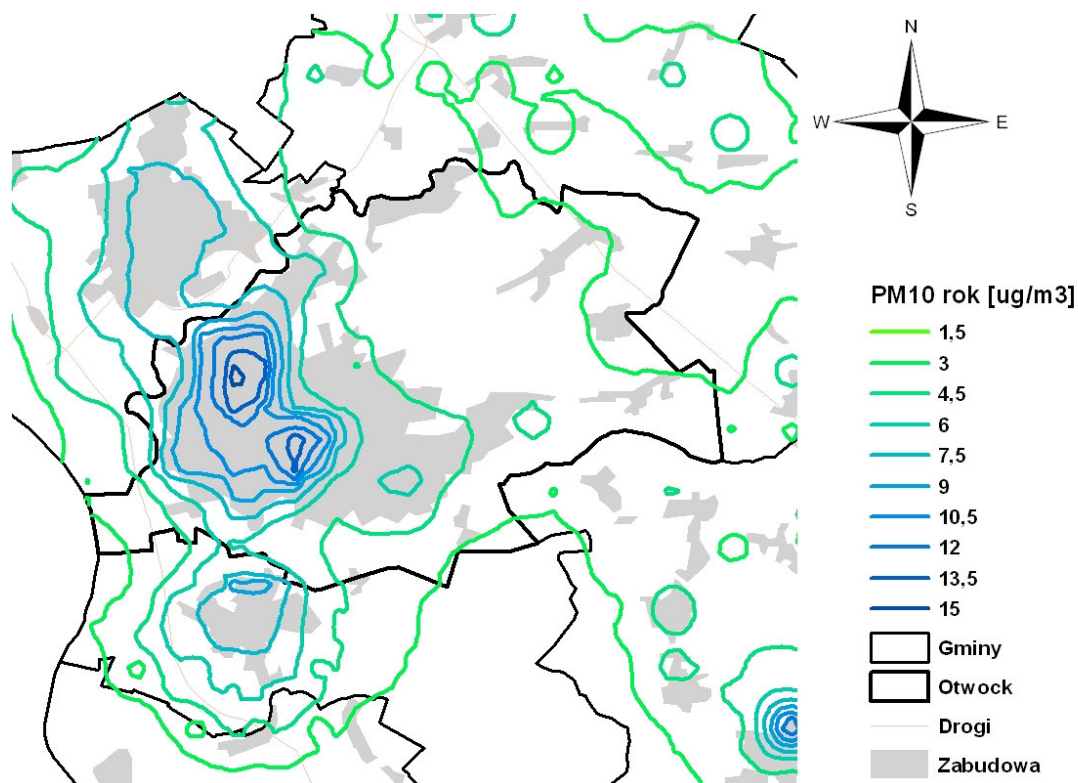 N
W E
S
PM10 rok [ug/m3]
1,5
3
4,5
6
7,5
9
10,5
12
13,5
15
Gminy
Otwock
Drogi
Zabudowa